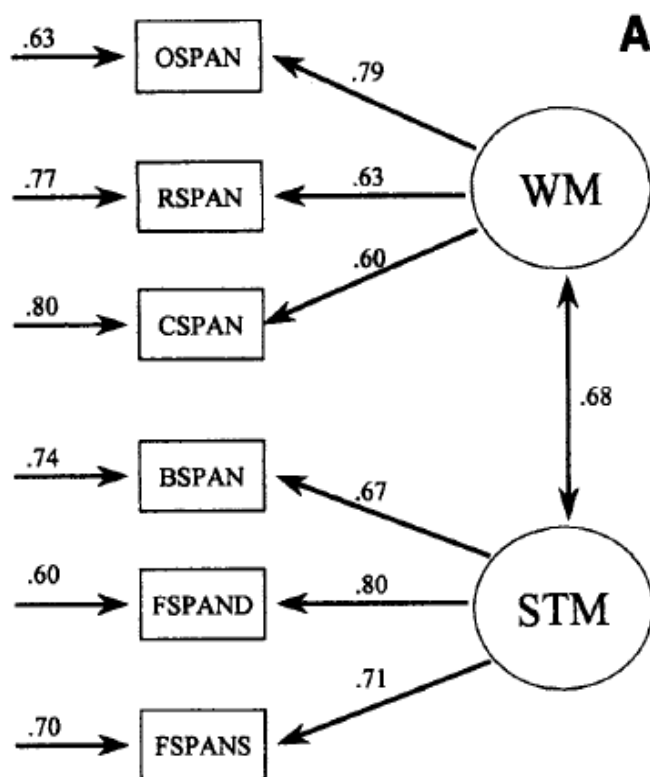 A
.63
OSPAN
.79
.77
RSPAN
.63
WM
.80
CSPAN
.60
.68
.74
BSPAN
.67
.60
FSPAND
.80
STM
.70
FSPANS
.71